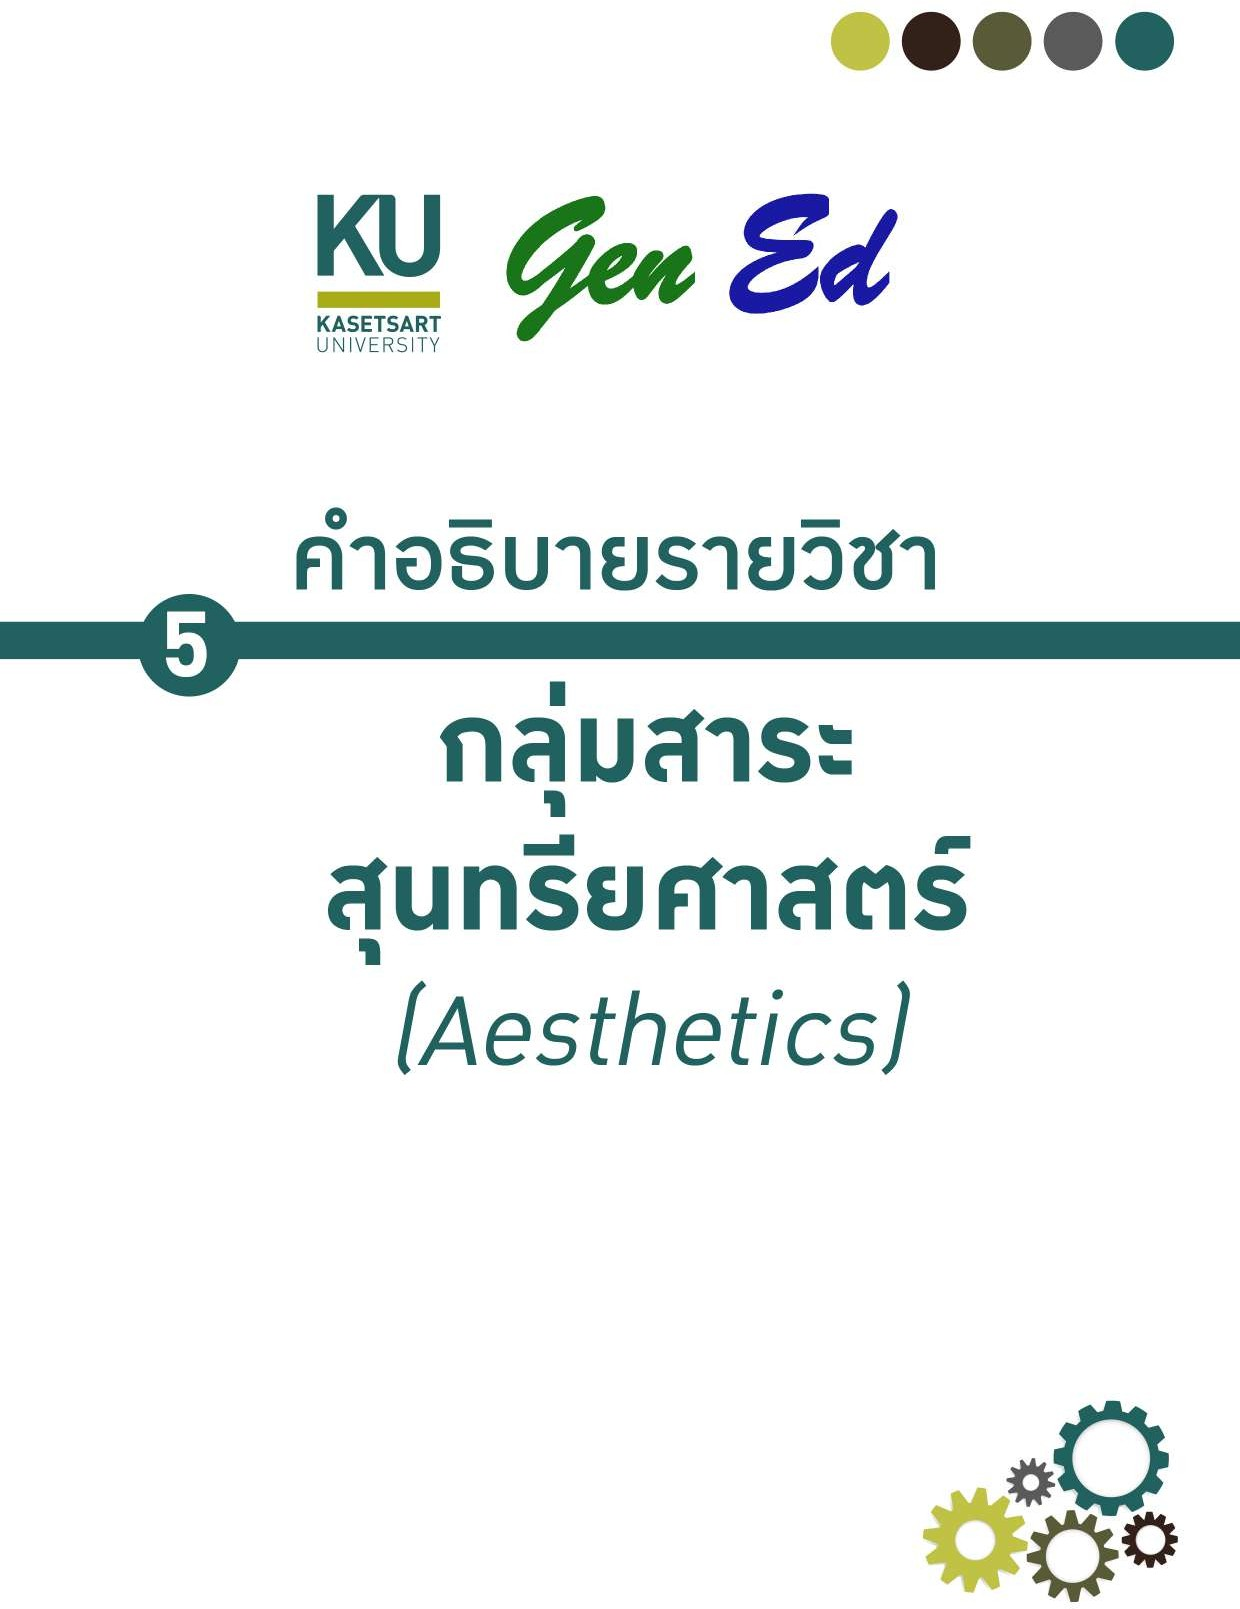 KU
KASETSART
UNIVERSITY
Gen Ed
คำอธิบายรายวิชา
5
กลุ่มสาระ
สุนทรียศาสตร์
(Aesthetics)